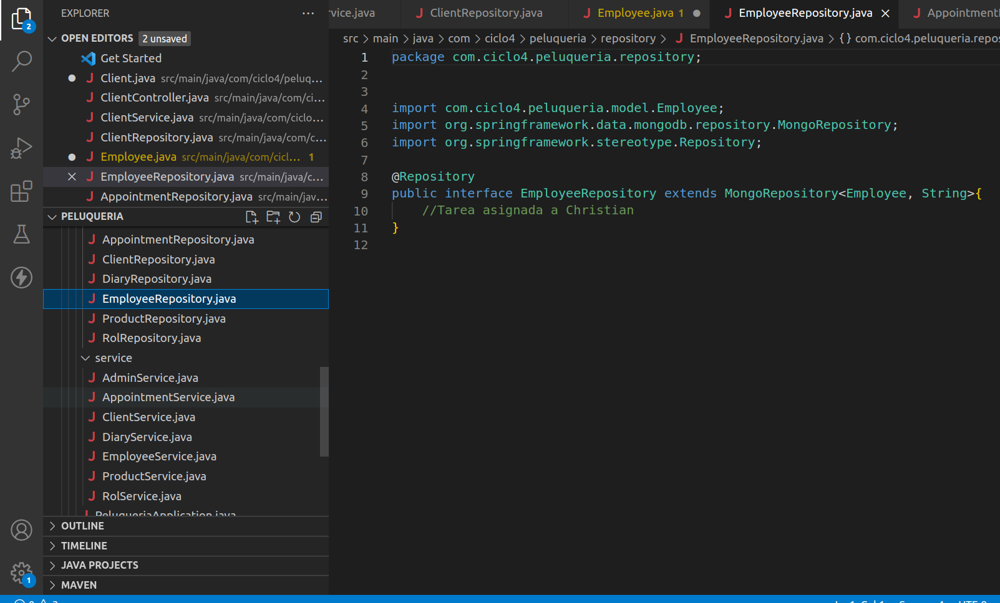 EXPLORER
OPEN EDITORS 2 unsaved
Get Started
Client.java src/main/java/com/ciclo4/peluq...
ClientController.java src/main/java/com/ci...
ClientService.java src/main/java/com/ciclo...
ClientRepository.java src/main/java/com/c...
Employee.java src/main/java/com/cicl... 1
EmployeeRepository.java src/main/java/c...
AppointmentRepository.java src/main/jav...
PELUQUERIA
AppointmentRepository.java
ClientRepository.java
DiaryRepository.java
EmployeeRepository.java
ProductRepository.java
RolRepository.java
service
AdminService.java
AppointmentService.java
ClientService.java
DiaryService.java
EmployeeService.java
ProductService.java
RolService.java
PeluqueriaApplication.java
OUTLINE
TIMELINE
JAVA PROJECTS
MAVEN
2
1
vice.java ClientRepository.java Employee.java 1 EmployeeRepository.java Appointment
src > main > java > com > ciclo4 > peluqueria > repository > EmployeeRepository.java > {} com.ciclo4.peluqueria.repos
1 package com.ciclo4.peluqueria.repository;
2
3
4 import com.ciclo4.peluqueria.model.Employee;
5 import org.springframework.data.mongodb.repository.MongoRepository;
6 import org.springframework.stereotype.Repository;
7
8 @Repository
9 public interface EmployeeRepository extends MongoRepository<Employee, String>{
10 //Tarea asignada a Christian
11 }
12